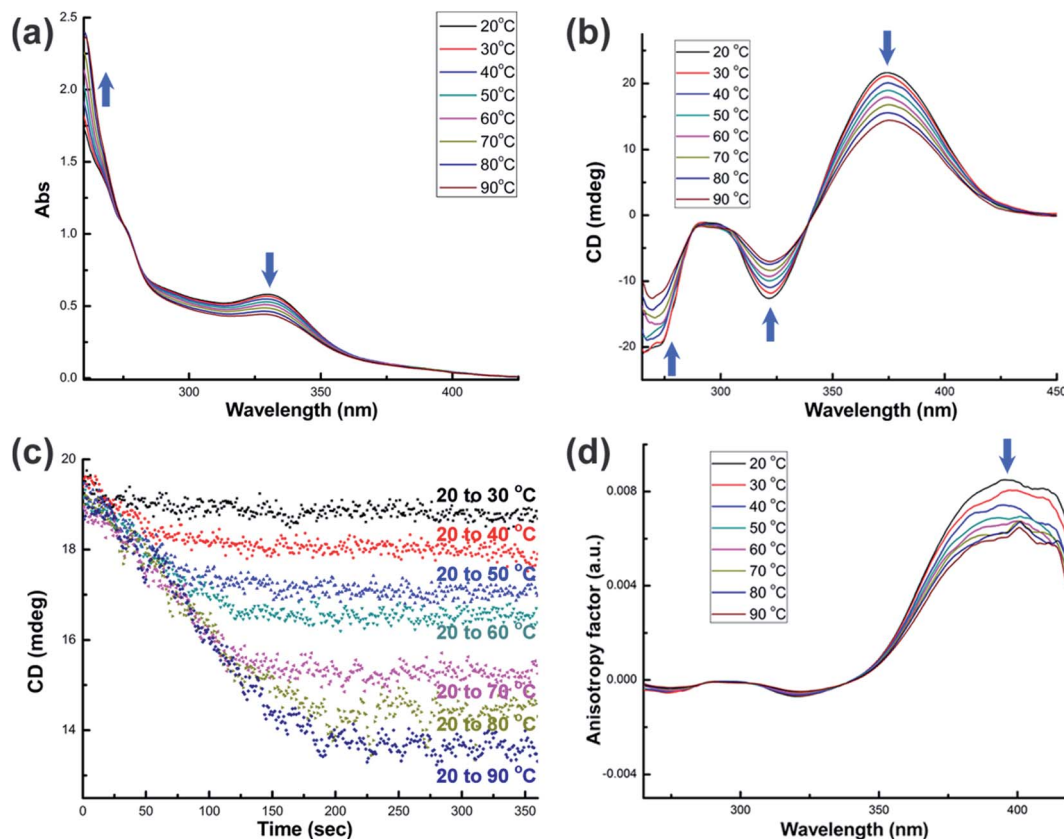 (a)
2.5
2.0
1.5
1.0
0.5
0.0
Abs
300
350
400
Wavelength (nm)
20°C
30°C
40°C
50°C
60°C
70°C
80°C
90°C
(b)
20
10
0
-10
-20
CD (mdeg)
300
350
400
450
Wavelength (nm)
20 °C
30 °C
40 °C
50 °C
60 °C
70 °C
80 °C
90 °C
(c)
20
19
18
17
16
15
14
13
CD (mdeg)
0
50
100
150
200
250
300
350
Time (sec)
20 to 30 °C
20 to 40 °C
20 to 50 °C
20 to 60 °C
20 to 70 °C
20 to 80 °C
20 to 90 °C
(d)
0.008
0.004
0.000
-0.004
Anisotropy factor (a.u.)
300
350
400
Wavelength (nm)
20 °C
30 °C
40 °C
50 °C
60 °C
70 °C
80 °C
90 °C